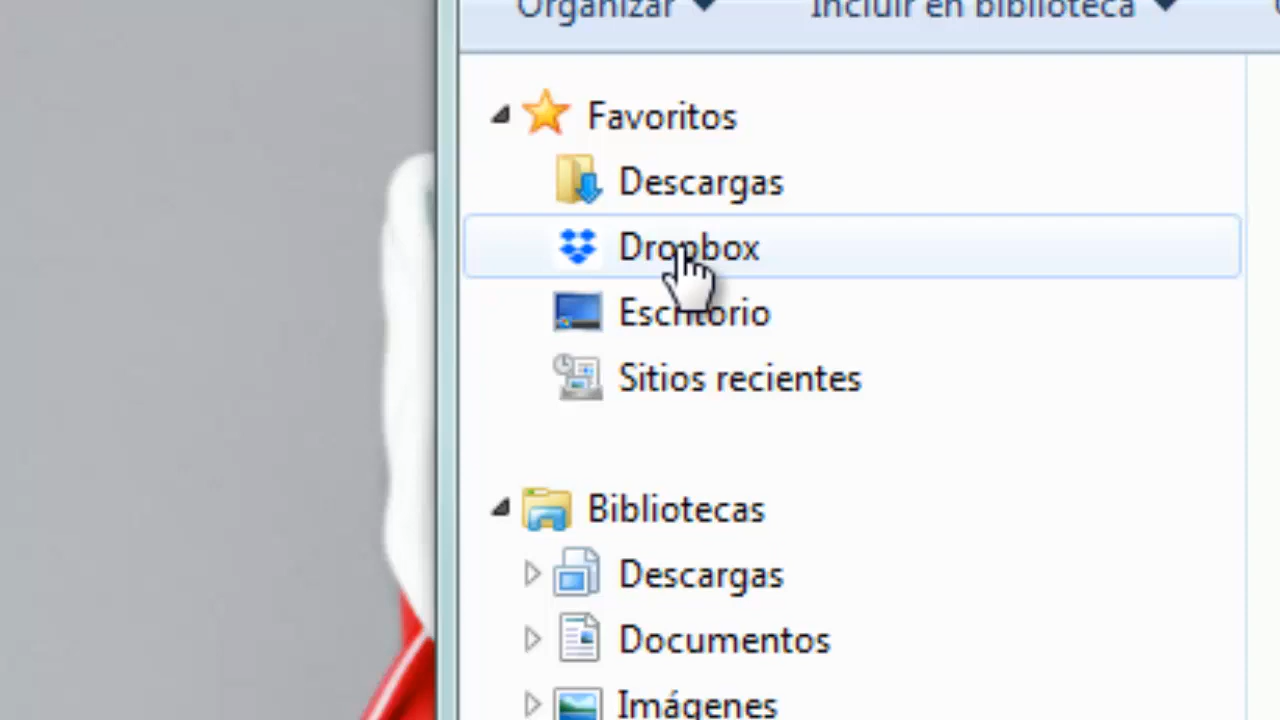 Organizar Incluir en biblioteca
Favoritos
Descargas
Dropbox
Escritorio
Sitios recientes
Bibliotecas
Descargas
Documentos
Imágenes